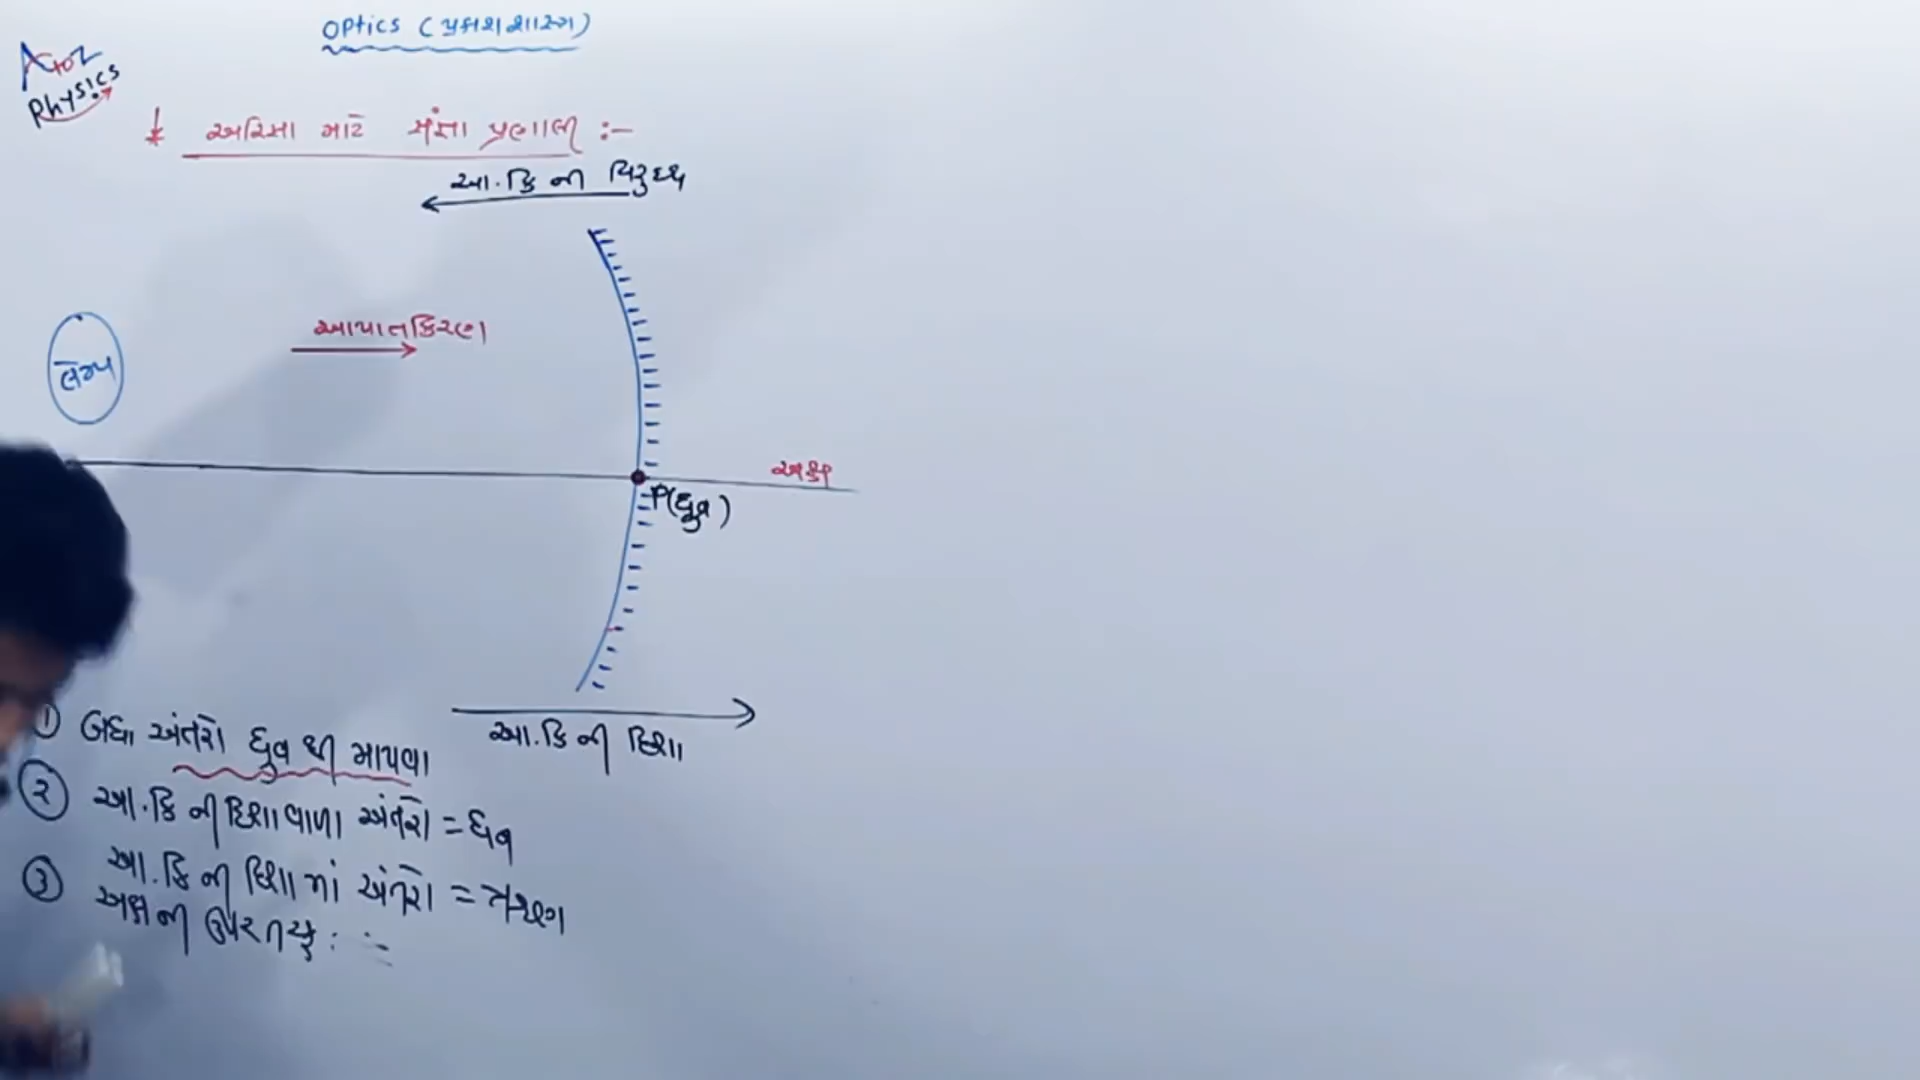 Optics (પ્રકાશશાસ્ત્ર)
A to Z
Physics
* અરિસા માટે સંજ્ઞા પ્રણાલી :-
આ.કિ ની વિરુધ્ધ
આપાતકિરણ
લેમ્પ
અક્ષ
P(ધ્રુવ)
આ.કિ ની દિશા
① બધા અંતરો ધ્રુવ થી માપવા
② આ.કિ ની દિશા વાળા અંતરો = ધન
③ આ.કિ ની દિશા માં અંતરો = ઋણ
અક્ષ ની ઉપર તરફ :